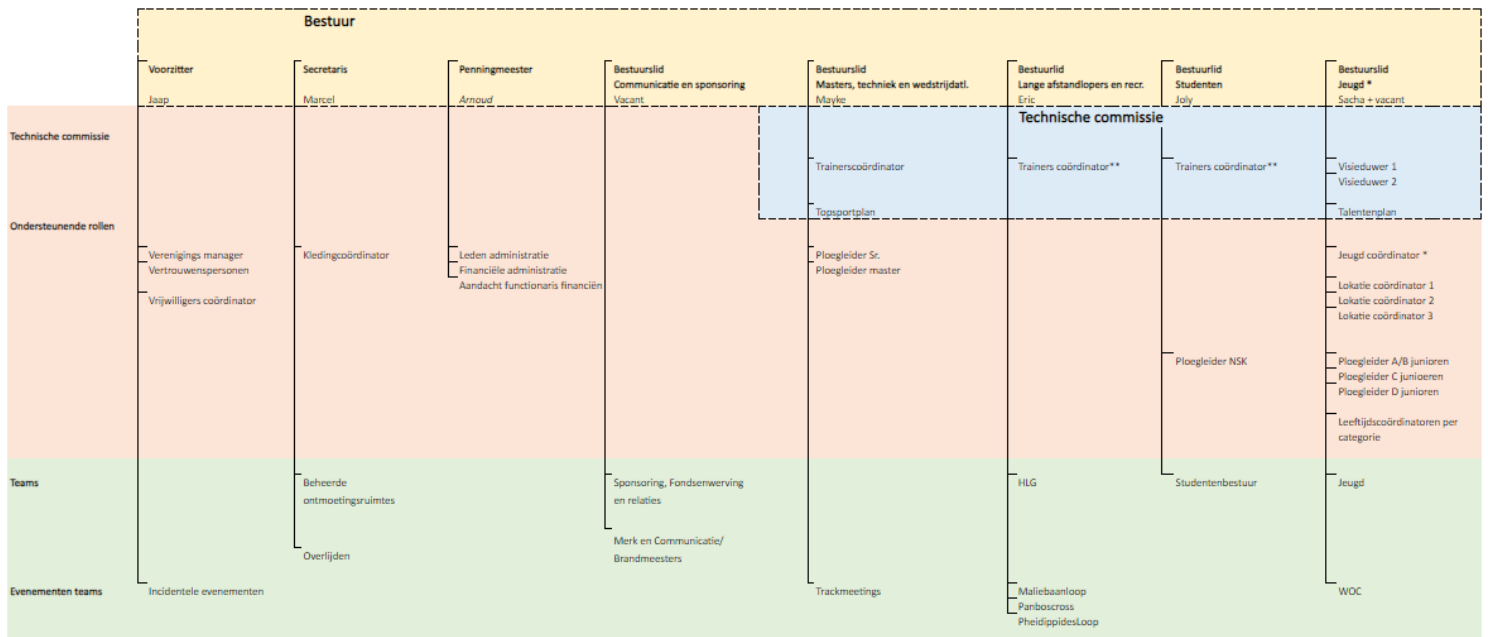 Bestuur
Voorzitter
Jaap
Secretaris
Marcel
Penningmeester
Arnoud
Bestuurslid
Communicatie en sponsoring
Vacant
Bestuurslid
Masters, techniek en wedstrijdatl.
Mayke
Bestuurlid
Lange afstandlopers en recr.
Eric
Bestuurlid
Studenten
Joly
Bestuurslid
Jeugd *
Sacha + vacant
Technische commissie
Technische commissie
Trainerscoördinator
Trainers coördinator**
Trainers coördinator**
Visieduwer 1
Visieduwer 2
Topsportplan
Talentenplan
Ondersteunende rollen
Verenigings manager
Vertrouwenspersonen
Vrijwilligers coördinator
Kledingcoördinator
Leden administratie
Financiële administratie
Aandacht functionaris financiën
Ploegleider Sr.
Ploegleider master
Ploegleider NSK
Jeugd coördinator *
Lokatie coördinator 1
Lokatie coördinator 2
Lokatie coördinator 3
Ploegleider A/B junioren
Ploegleider C junioeren
Ploegleider D junioren
Leeftijdscoördinatoren per
categorie
Teams
Beheerde
ontmoetingsruimtes
Overlijden
Sponsoring, Fondsenwerving
en relaties
Merk en Communicatie/
Brandmeesters
HLG
Studentenbestuur
Jeugd
Evenementen teams
Incidentele evenementen
Trackmeetings
Maliebaanloop
Panboscross
PheidippidesLoop
WOC